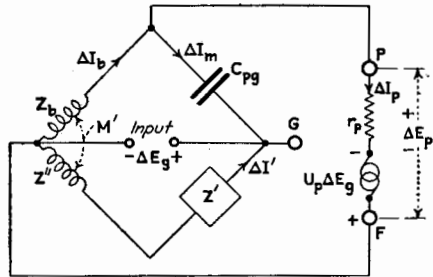 ΔI_b
ΔI_m
C_pg
P
Z_b
M'
Input
G
ΔI_p
r_p
+
ΔE_p
-
-ΔE_g+
Z''
ΔI'
Z'
-
U_pΔE_g
+
F